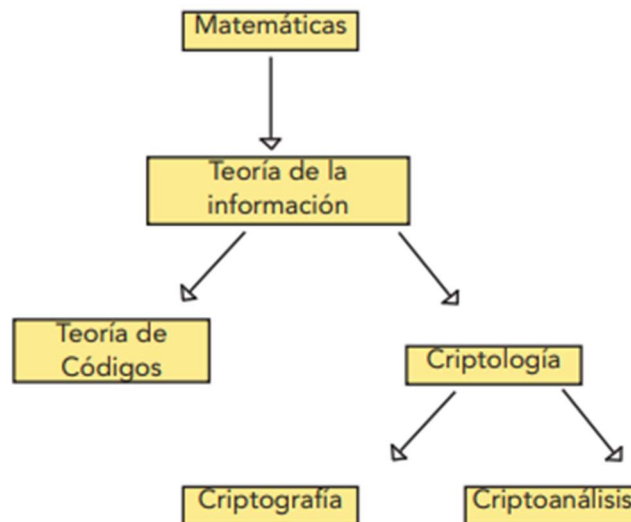 Matemáticas
Teoría de la
información
Teoría de
Códigos
Criptología
Criptografía
Criptoanálisis